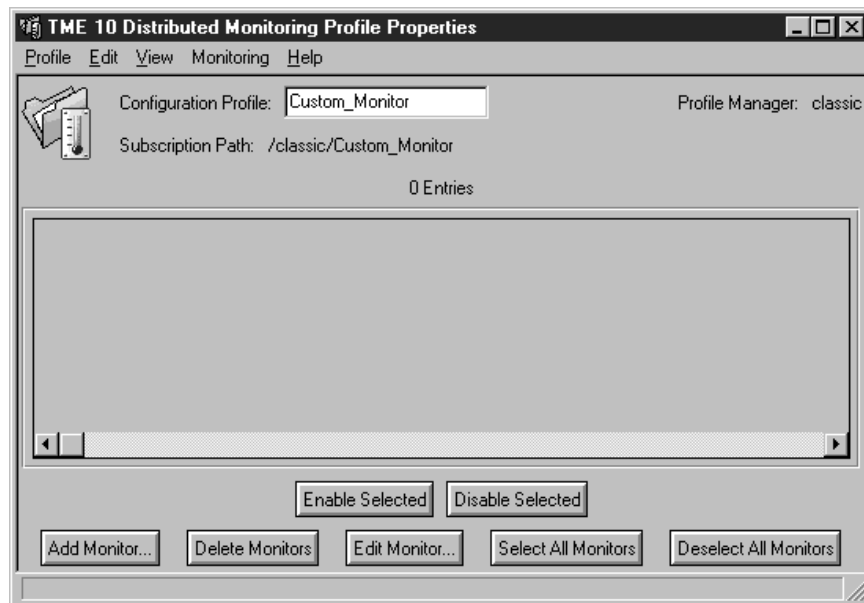 TME 10 Distributed Monitoring Profile Properties
Profile Edit View Monitoring Help
Configuration Profile: Custom_Monitor Profile Manager: classic
Subscription Path: /classic/Custom_Monitor
0 Entries
Enable Selected Disable Selected
Add Monitor... Delete Monitors Edit Monitor... Select All Monitors Deselect All Monitors